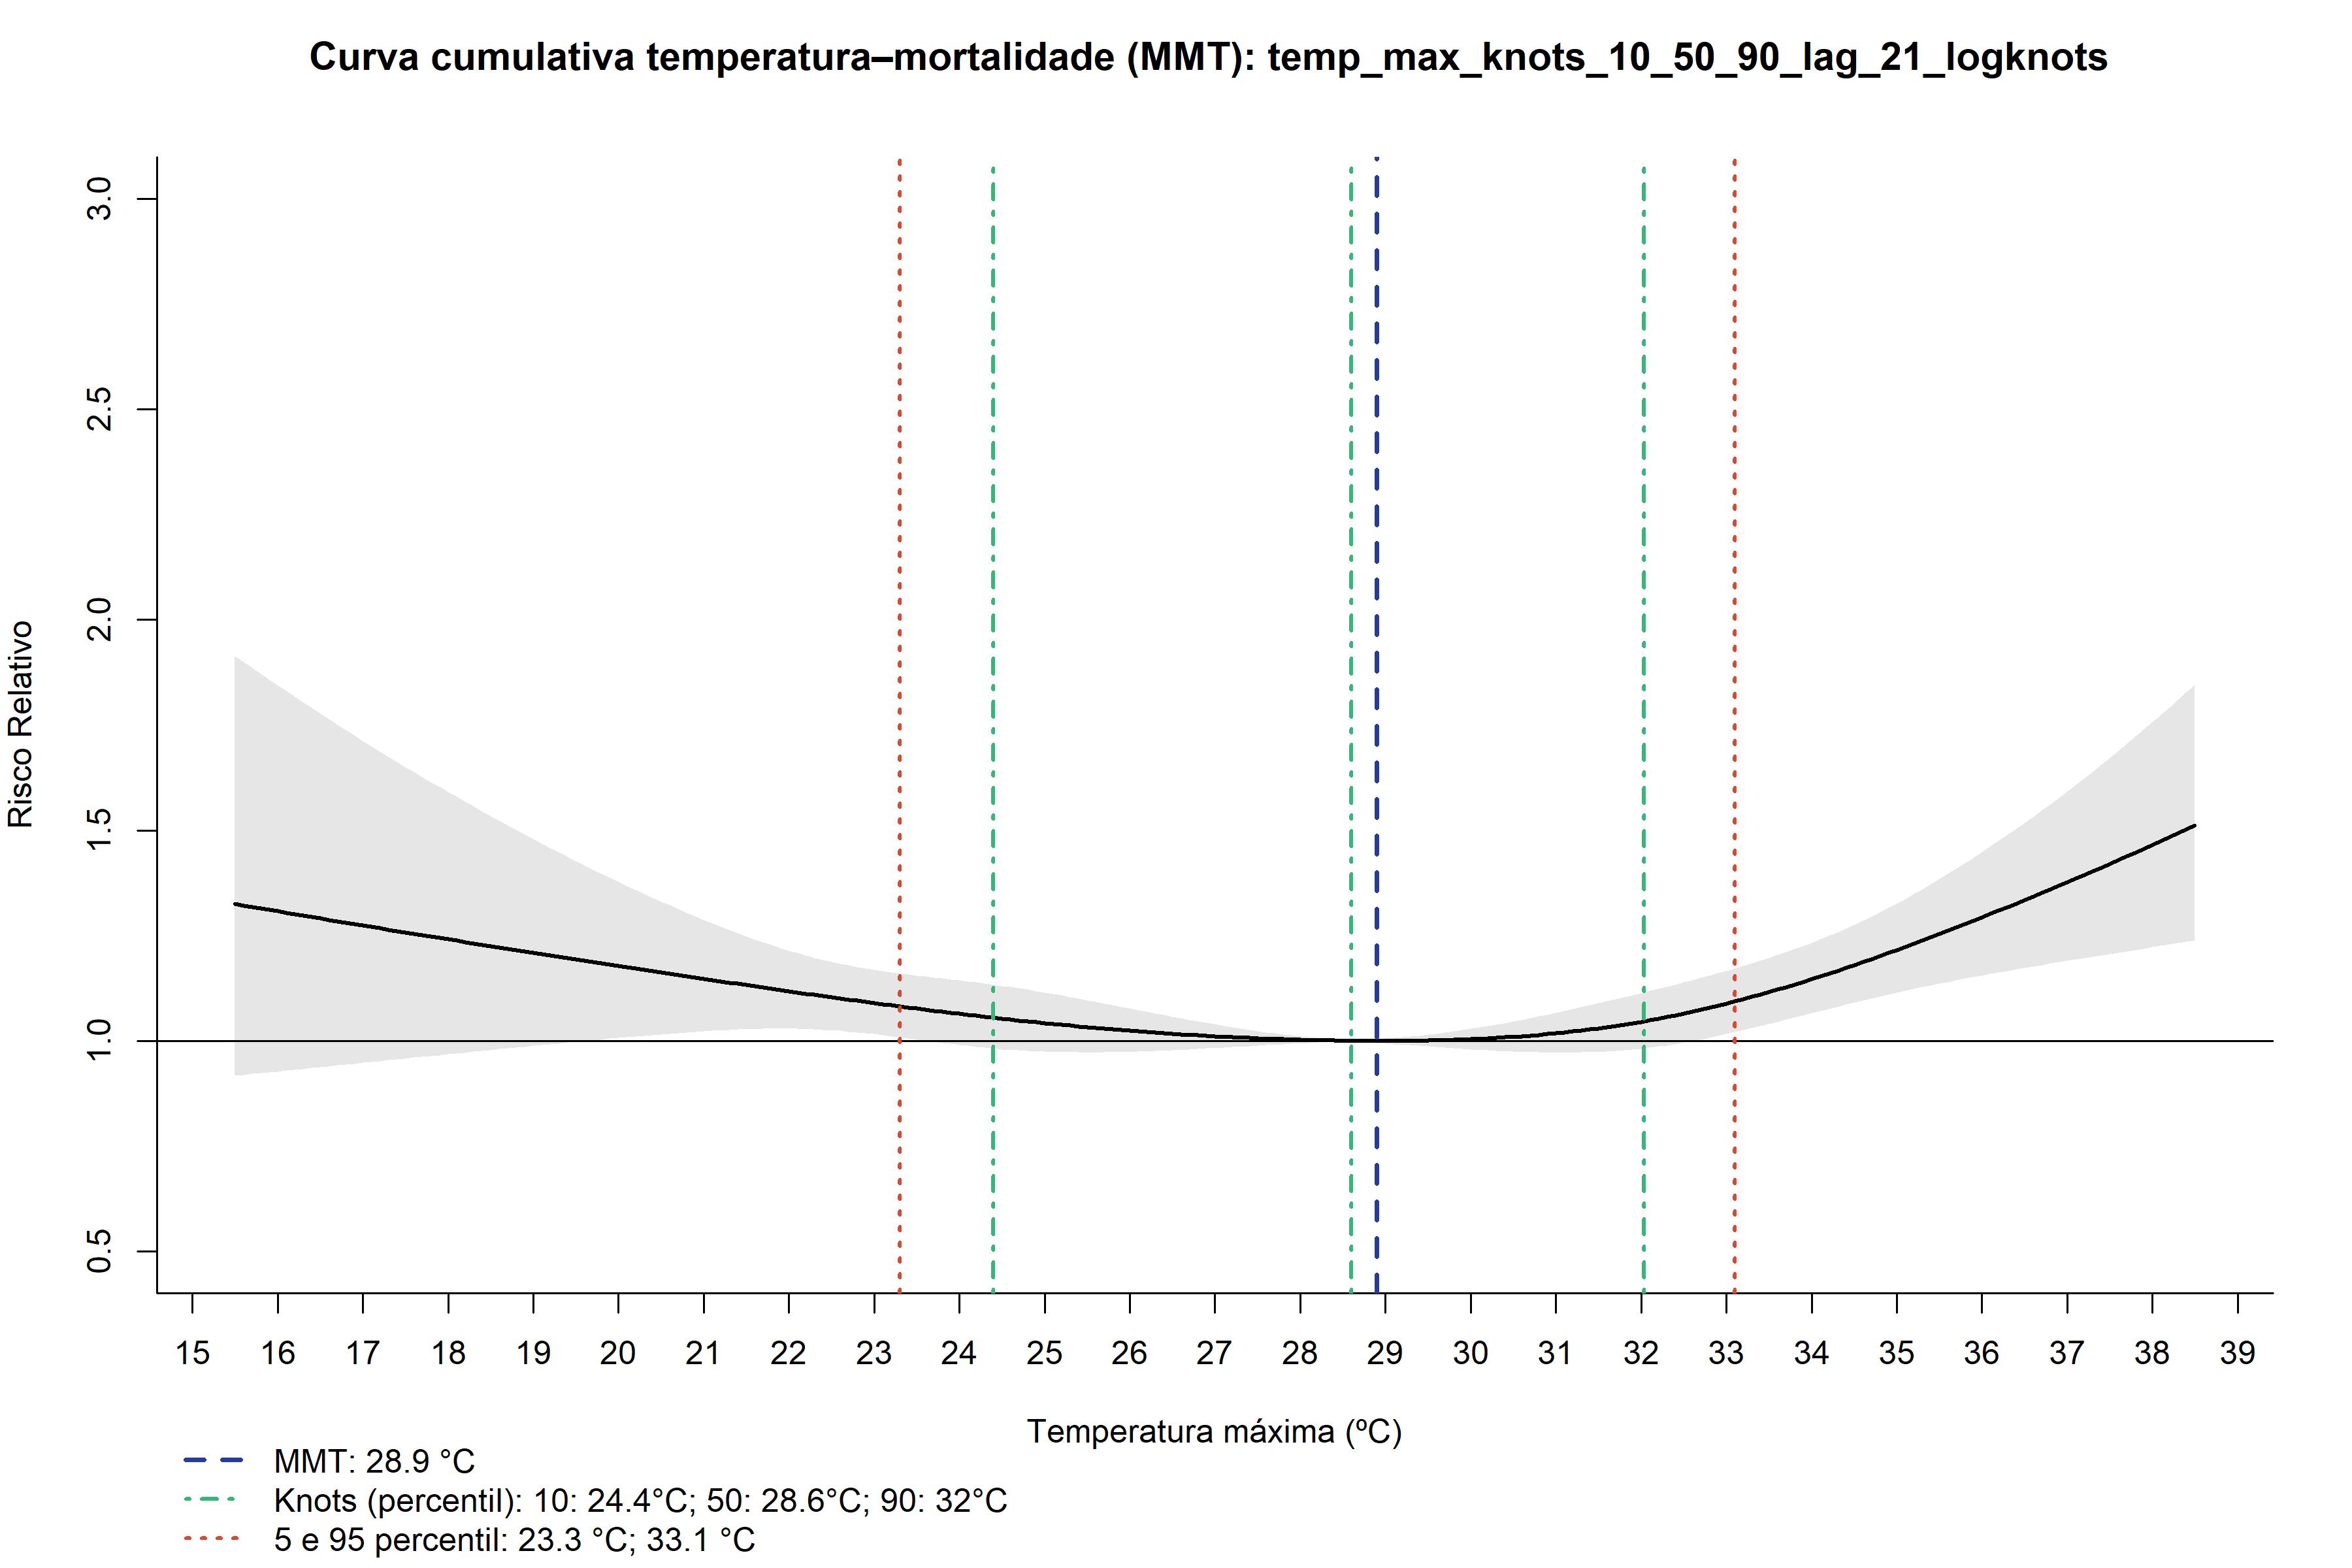 Curva cumulativa temperatura–mortalidade (MMT): temp_max_knots_10_50_90_lag_21_logknots
Risco Relativo
3.0
2.5
2.0
1.5
1.0
0.5
15 16 17 18 19 20 21 22 23 24 25 26 27 28 29 30 31 32 33 34 35 36 37 38 39
Temperatura máxima (ºC)
MMT: 28.9 °C
Knots (percentil): 10: 24.4°C; 50: 28.6°C; 90: 32°C
5 e 95 percentil: 23.3 °C; 33.1 °C